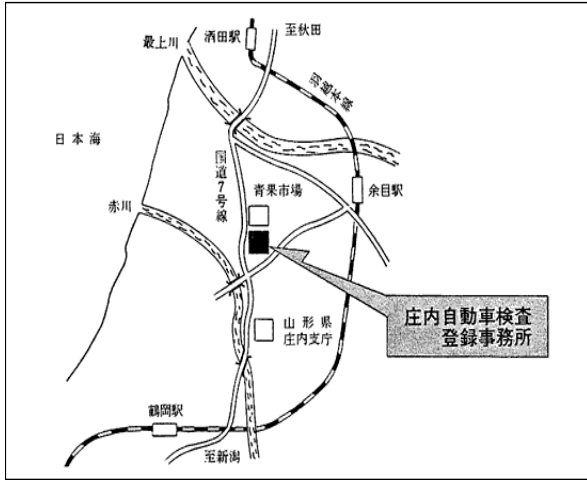 酒田駅
至秋田
最上川
羽越本線
日本海
国道7号線
青果市場
余目駅
赤川
庄内自動車検査
登録事務所
山形県
庄内支庁
鶴岡駅
至新潟